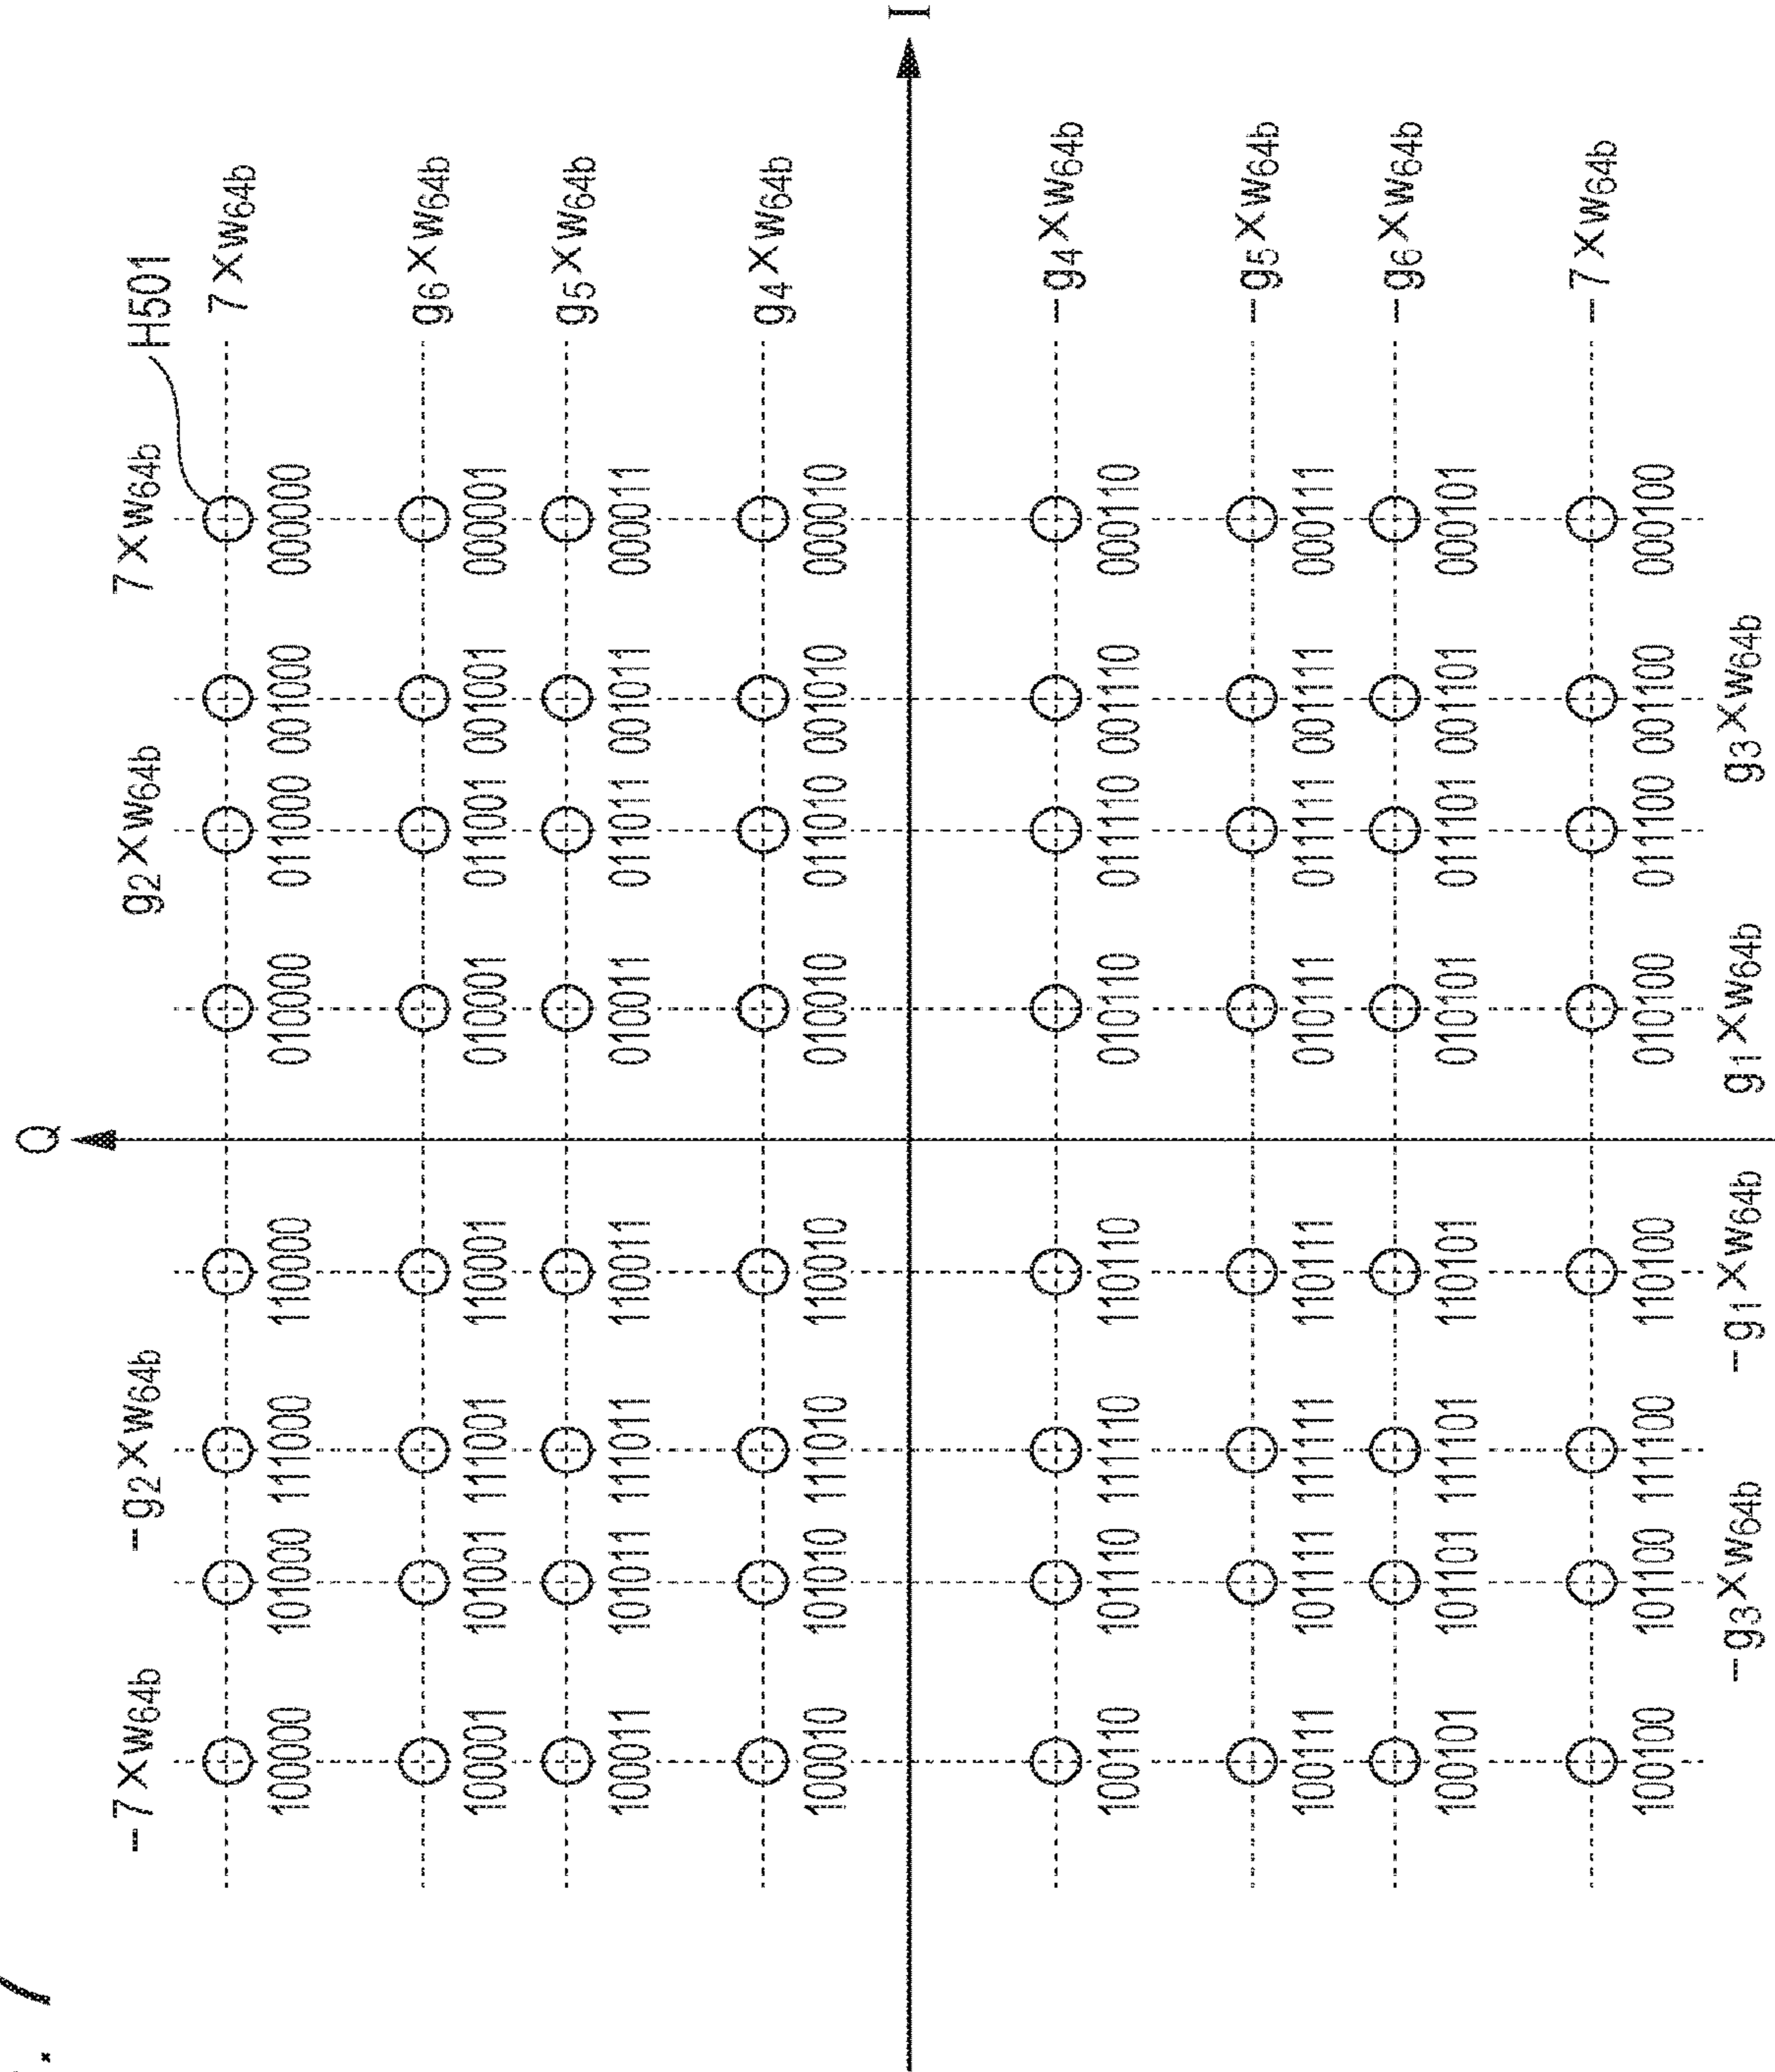 Q
I
H501
-7×w64b -g2×w64b g2×w64b 7×w64b
7×w64b
100000 101000 111000 110000 010000 011000 001000 000000
g6×w64b
100001 101001 111001 110001 010001 011001 001001 000001
g5×w64b
100011 101011 111011 110011 010011 011011 001011 000011
g4×w64b
100010 101010 111010 110010 010010 011010 001010 000010
-g4×w64b
100110 101110 111110 110110 010110 011110 001110 000110
-g5×w64b
100111 101111 111111 110111 010111 011111 001111 000111
-g6×w64b
100101 101101 111101 110101 010101 011101 001101 000101
-7×w64b
100100 101100 111100 110100 010100 011100 001100 000100
-g3×w64b -g1×w64b g1×w64b g3×w64b